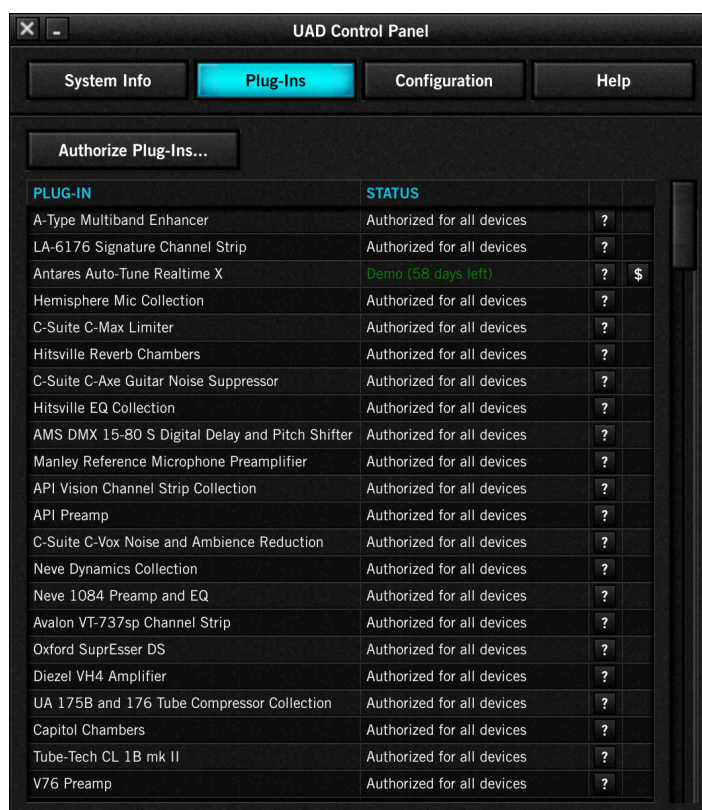 UAD Control Panel
System Info Plug-Ins Configuration Help
Authorize Plug-Ins...
PLUG-IN STATUS
A-Type Multiband Enhancer Authorized for all devices ?
LA-6176 Signature Channel Strip Authorized for all devices ?
Antares Auto-Tune Realtime X Demo (58 days left) ? $
Hemisphere Mic Collection Authorized for all devices ?
C-Suite C-Max Limiter Authorized for all devices ?
Hitsville Reverb Chambers Authorized for all devices ?
C-Suite C-Axe Guitar Noise Suppressor Authorized for all devices ?
Hitsville EQ Collection Authorized for all devices ?
AMS DMX 15-80 S Digital Delay and Pitch Shifter Authorized for all devices ?
Manley Reference Microphone Preamplifier Authorized for all devices ?
API Vision Channel Strip Collection Authorized for all devices ?
API Preamp Authorized for all devices ?
C-Suite C-Vox Noise and Ambience Reduction Authorized for all devices ?
Neve Dynamics Collection Authorized for all devices ?
Neve 1084 Preamp and EQ Authorized for all devices ?
Avalon VT-737sp Channel Strip Authorized for all devices ?
Oxford SuprEsser DS Authorized for all devices ?
Diezel VH4 Amplifier Authorized for all devices ?
UA 175B and 176 Tube Compressor Collection Authorized for all devices ?
Capitol Chambers Authorized for all devices ?
Tube-Tech CL 1B mk II Authorized for all devices ?
V76 Preamp Authorized for all devices ?